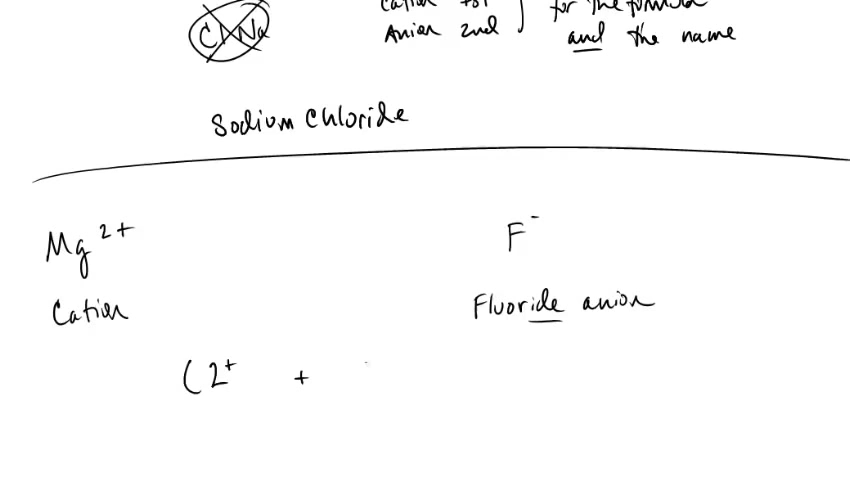 ClNa
Cation 1st
for the formula
Anion 2nd
and the name
Sodium Chloride
Mg²⁺
F⁻
Cation
Fluoride anion
(2⁺ +